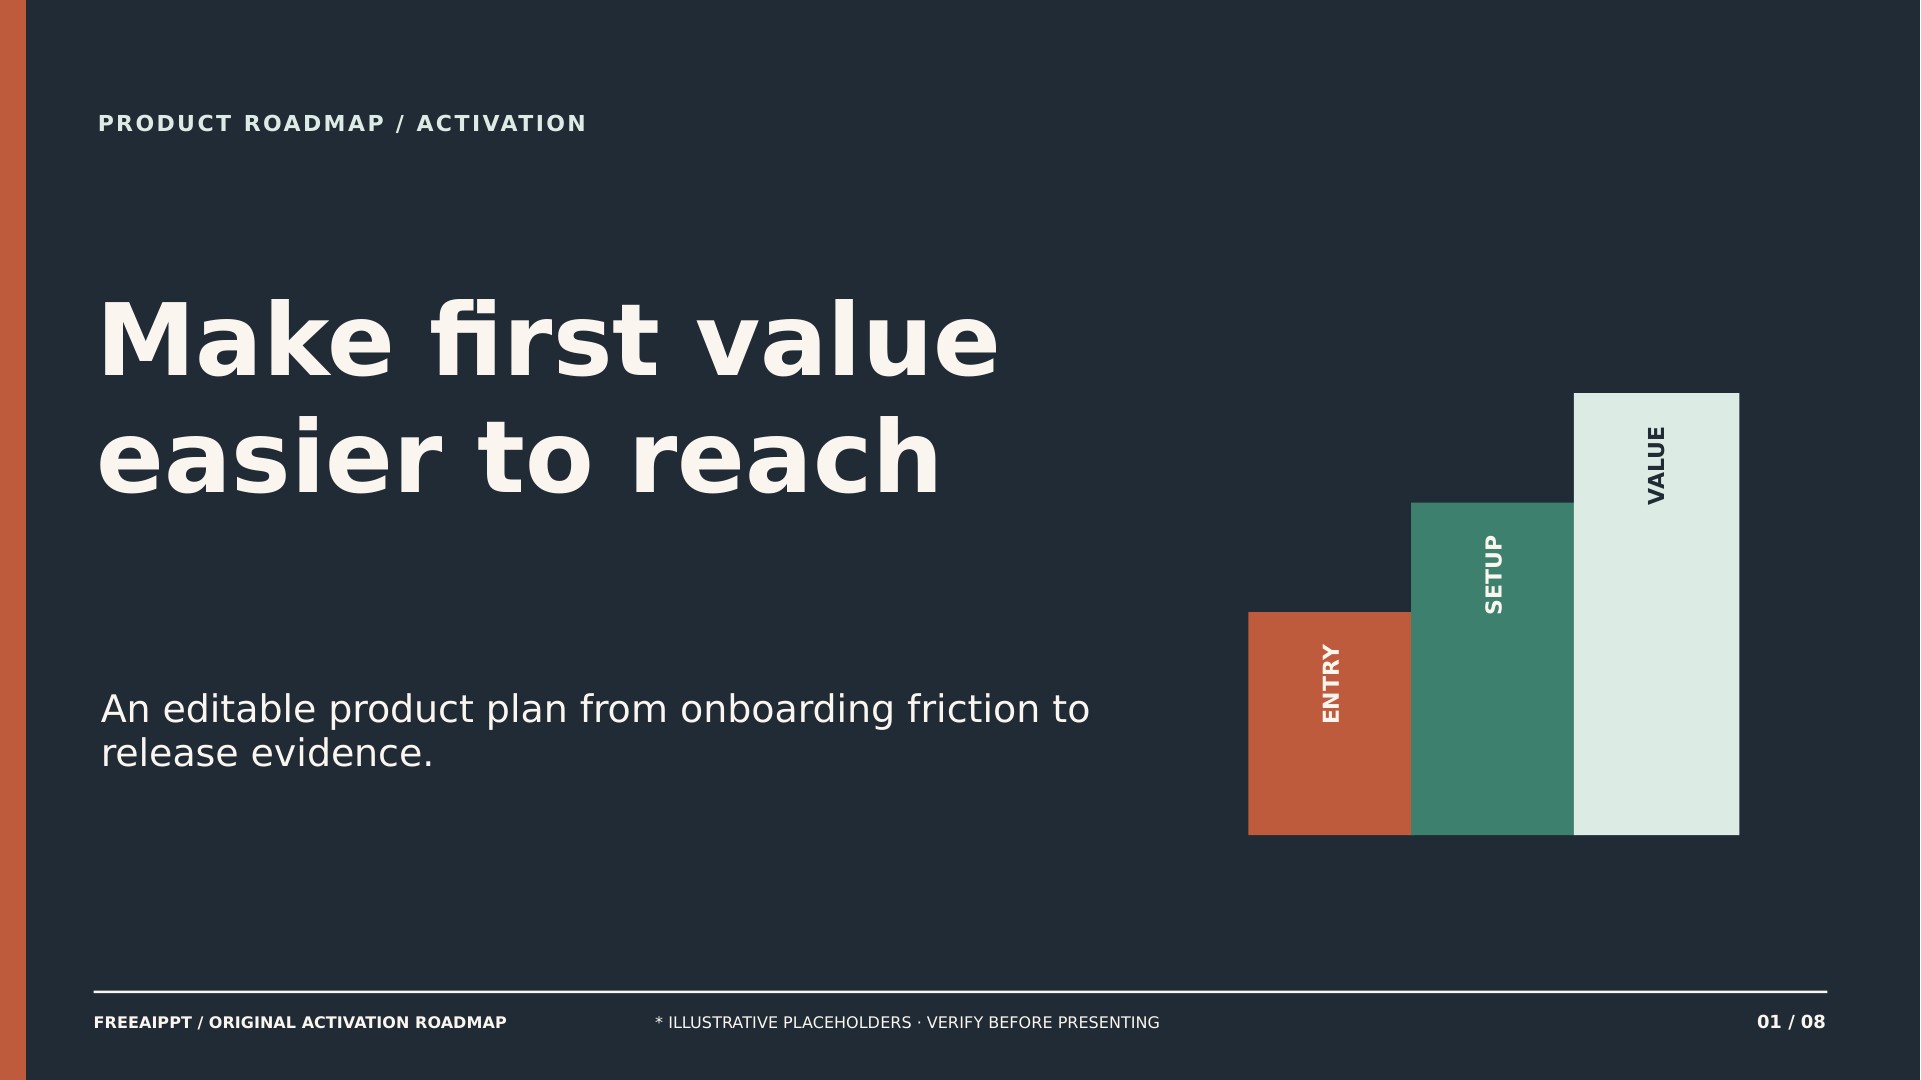 PRODUCT ROADMAP / ACTIVATION
Make first value
easier to reach
An editable product plan from onboarding friction to
release evidence.
ENTRY
SETUP
VALUE
FREEAIPPT / ORIGINAL ACTIVATION ROADMAP
* ILLUSTRATIVE PLACEHOLDERS · VERIFY BEFORE PRESENTING
01 / 08